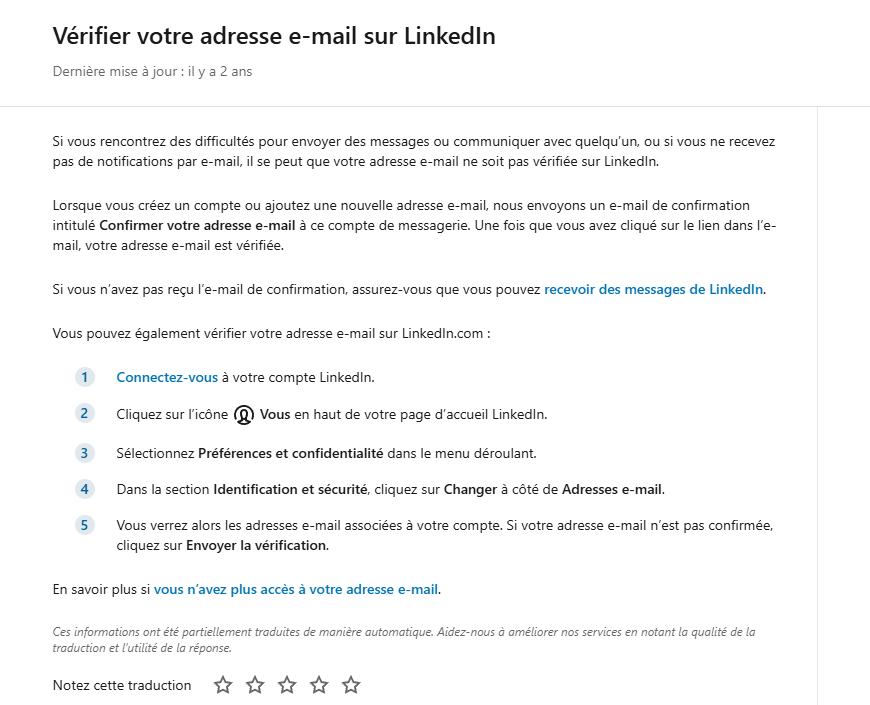 Vérifier votre adresse e-mail sur LinkedIn
Dernière mise à jour : il y a 2 ans
Si vous rencontrez des difficultés pour envoyer des messages ou communiquer avec quelqu’un, ou si vous ne recevez
pas de notifications par e-mail, il se peut que votre adresse e-mail ne soit pas vérifiée sur LinkedIn.
Lorsque vous créez un compte ou ajoutez une nouvelle adresse e-mail, nous envoyons un e-mail de confirmation
intitulé Confirmer votre adresse e-mail à ce compte de messagerie. Une fois que vous avez cliqué sur le lien dans l’e-
mail, votre adresse e-mail est vérifiée.
Si vous n’avez pas reçu l’e-mail de confirmation, assurez-vous que vous pouvez recevoir des messages de LinkedIn.
Vous pouvez également vérifier votre adresse e-mail sur LinkedIn.com :
1 Connectez-vous à votre compte LinkedIn.
2 Cliquez sur l’icône Vous en haut de votre page d’accueil LinkedIn.
3 Sélectionnez Préférences et confidentialité dans le menu déroulant.
4 Dans la section Identification et sécurité, cliquez sur Changer à côté de Adresses e-mail.
5 Vous verrez alors les adresses e-mail associées à votre compte. Si votre adresse e-mail n’est pas confirmée,
cliquez sur Envoyer la vérification.
En savoir plus si vous n’avez plus accès à votre adresse e-mail.
Ces informations ont été partiellement traduites de manière automatique. Aidez-nous à améliorer nos services en notant la qualité de la
traduction et l’utilité de la réponse.
Notez cette traduction